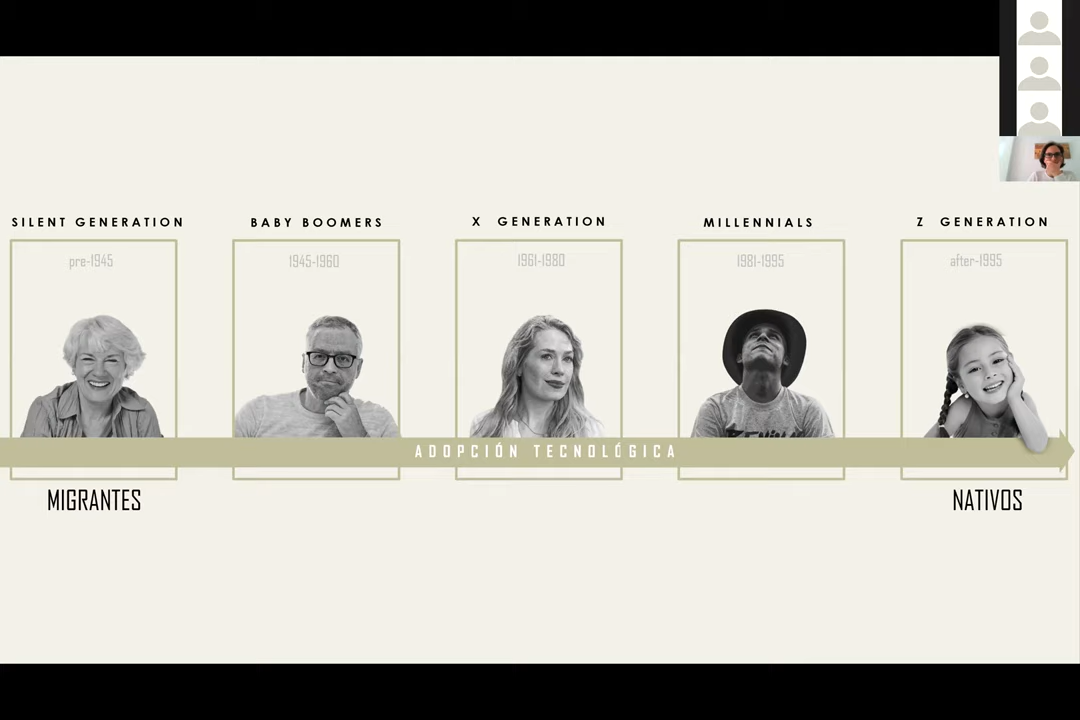 SILENT GENERATION
BABY BOOMERS
X GENERATION
MILLENNIALS
Z GENERATION
pre-1945
1945-1960
1961-1980
1981-1995
after-1995
ADOPCIÓN TECNOLÓGICA
MIGRANTES
NATIVOS